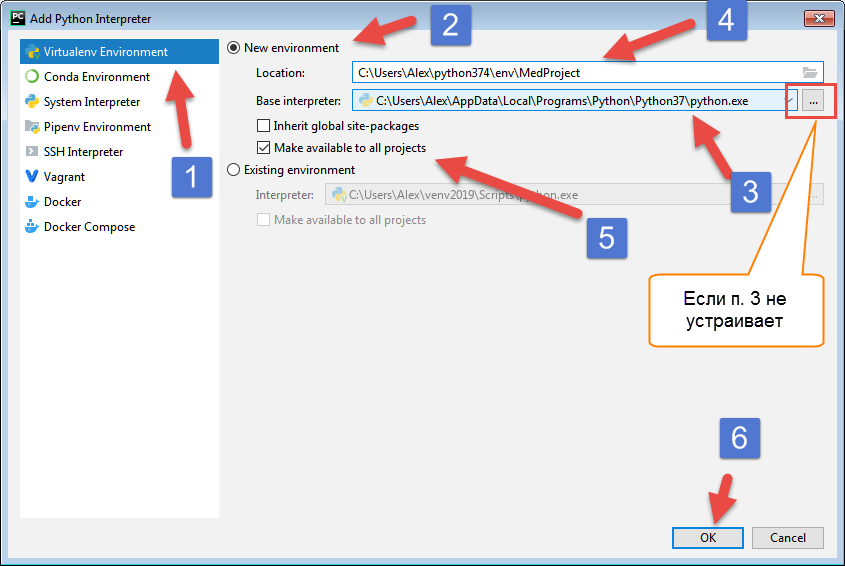 PC Add Python Interpreter
Virtualenv Environment
Conda Environment
System Interpreter
Pipenv Environment
SSH Interpreter
Vagrant
Docker
Docker Compose
1
New environment
2
Location: C:\Users\Alex\python374\env\MedProject
4
Base interpreter: C:\Users\Alex\AppData\Local\Programs\Python\Python37\python.exe ...
3
Inherit global site-packages
Make available to all projects
5
Existing environment
Interpreter: C:\Users\Alex\venv2019\Scripts\python.exe
Make available to all projects
Если п. 3 не
устраивает
6
OK
Cancel